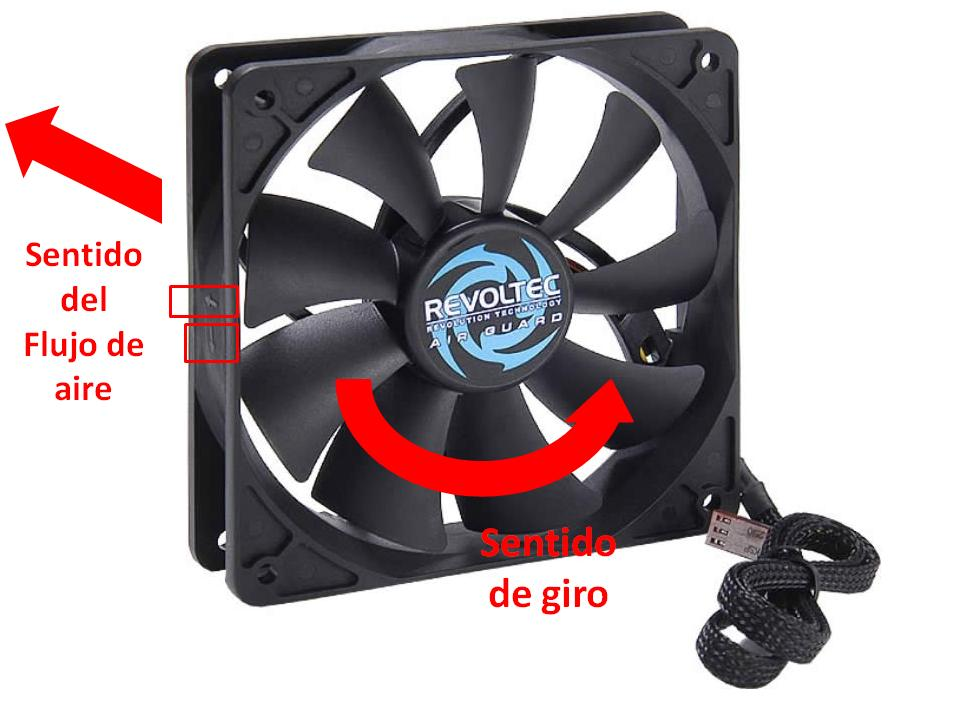 Sentido
del
Flujo de
aire
REVOLTEC
REVOLUTION TECHNOLOGY
AIR GUARD
Sentido
de giro